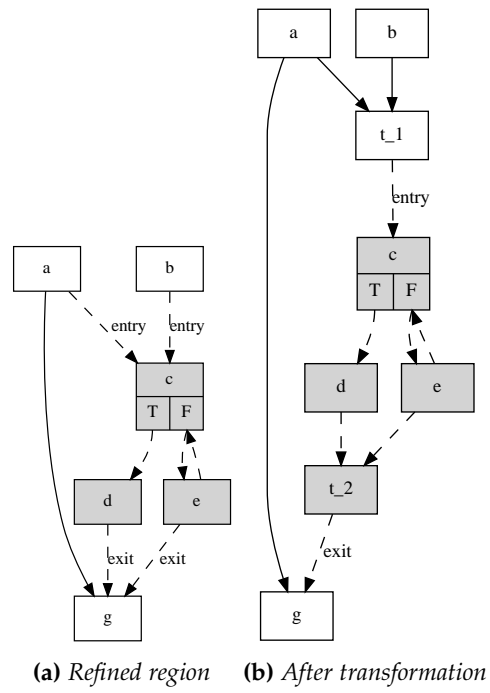 a
b
t_1
entry
c
T F
d
e
t_2
exit
g
a
b
entry
entry
c
T F
d
e
exit
exit
g
(a) Refined region
(b) After transformation